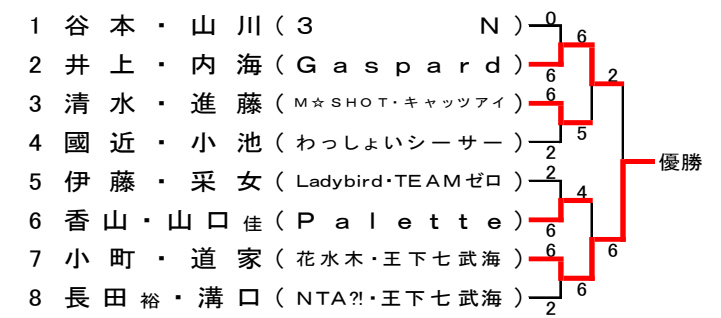 1 谷本・山川(3N) 0
6
2 井上・内海(Gaspard) 6
2
3 清水・進藤(M☆SHOT・キャッツアイ) 6
5
4 國近・小池(わっしょいシーサー) 2
優勝
5 伊藤・采女(Ladybird・TEAMゼロ) 2
4
6 香山・山口佳(Palette) 6
6
7 小町・道家(花水木・王下七武海) 6
6
8 長田裕・溝口(NTA?!・王下七武海) 2